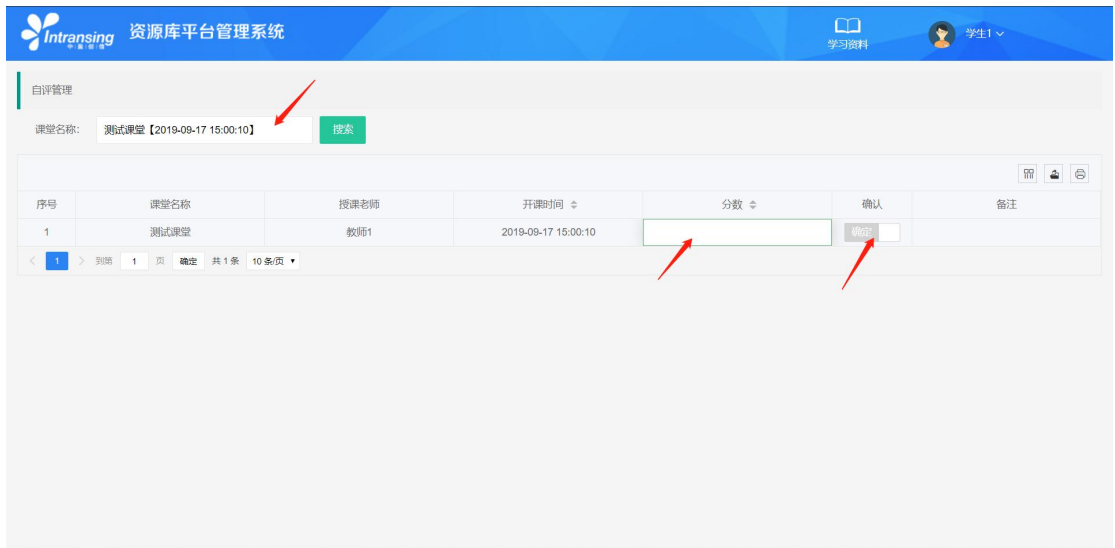 Intransing
资源库平台管理系统
学习资料
学生1
自评管理
课堂名称: 测试课堂【2019-09-17 15:00:10】 搜索
序号 课堂名称 授课老师 开课时间 分数 确认 备注
1 测试课堂 教师1 2019-09-17 15:00:10 确定
1 到第 1 页 确定 共 1 条 10 条/页